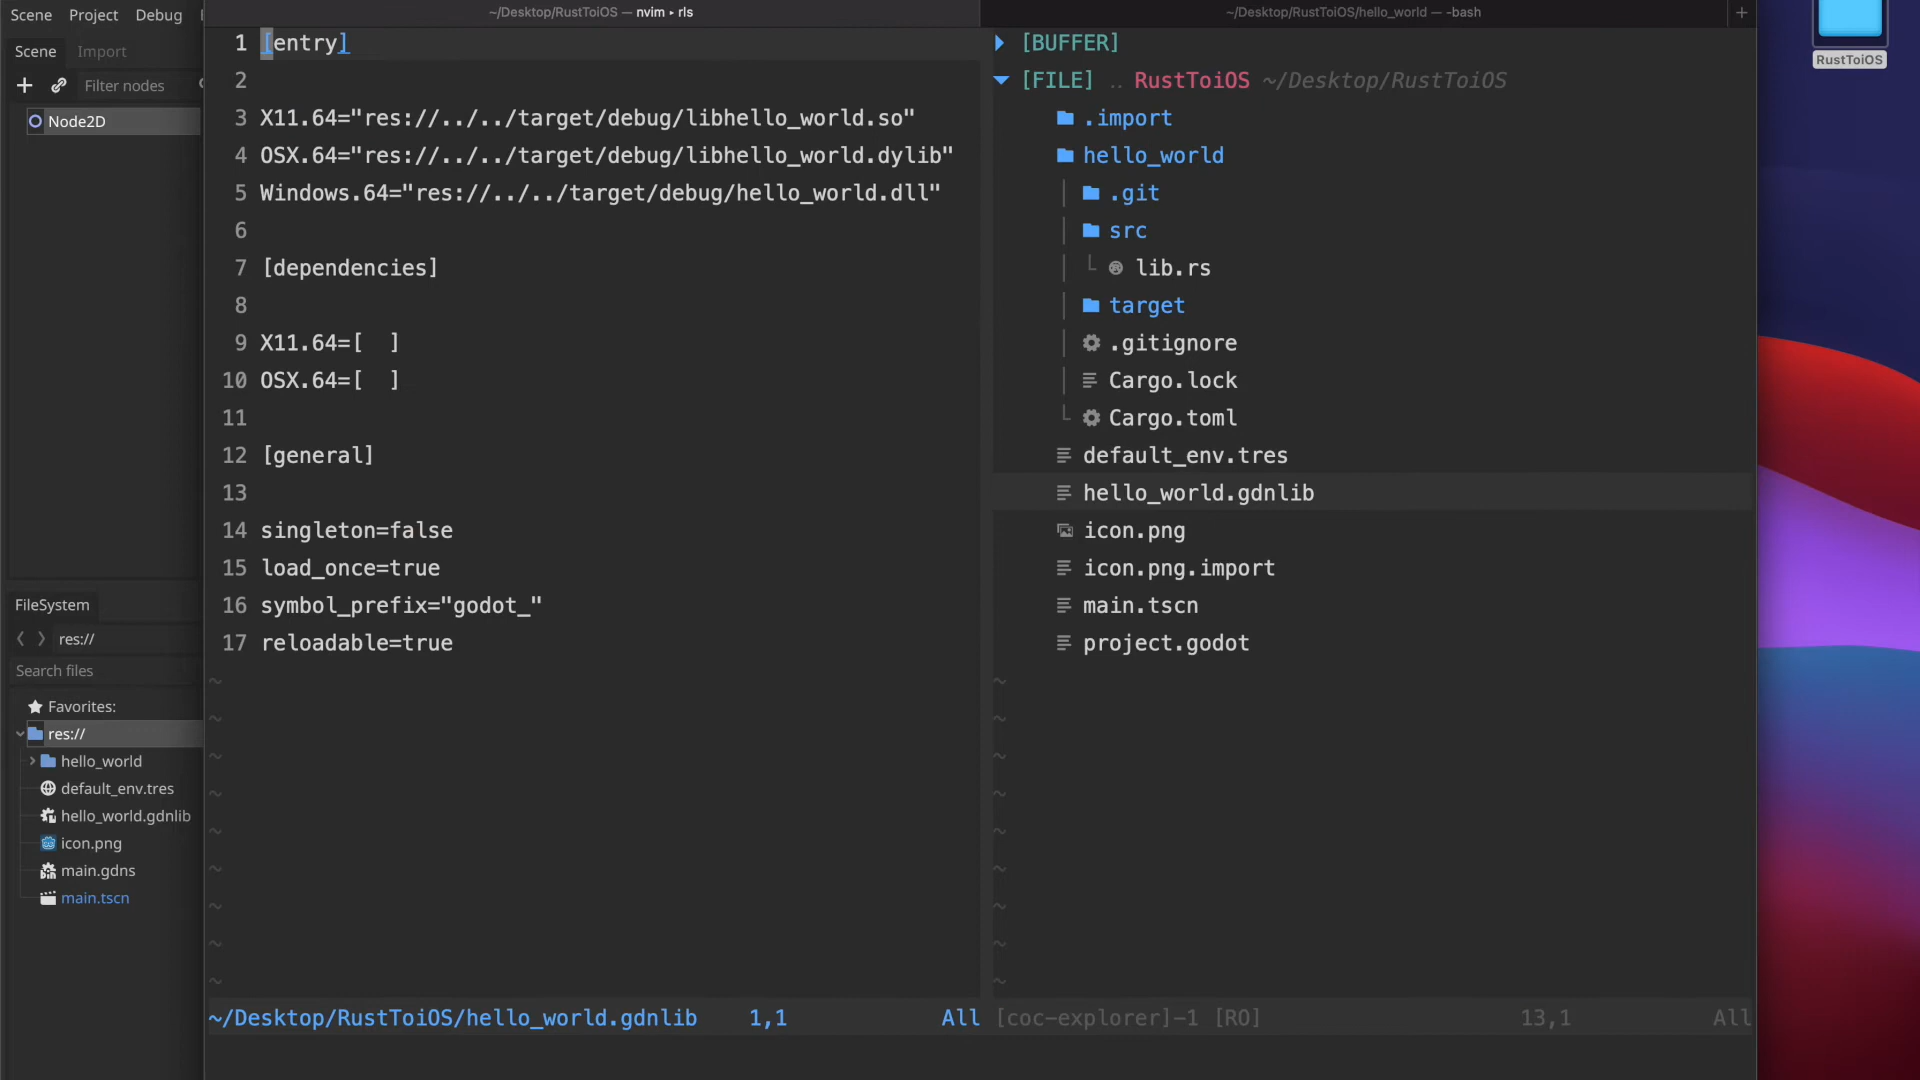 Scene Project Debug
~/Desktop/RustToiOS — nvim ▸ rls
~/Desktop/RustToiOS/hello_world — -bash
+
RustToiOS
Scene Import
Filter nodes
Node2D
FileSystem
res://
Search files
Favorites:
res://
hello_world
default_env.tres
hello_world.gdnlib
icon.png
main.gdns
main.tscn
1 [entry]
2
3 X11.64="res://../../target/debug/libhello_world.so"
4 OSX.64="res://../../target/debug/libhello_world.dylib"
5 Windows.64="res://../../target/debug/hello_world.dll"
6
7 [dependencies]
8
9 X11.64=[  ]
10 OSX.64=[  ]
11
12 [general]
13
14 singleton=false
15 load_once=true
16 symbol_prefix="godot_"
17 reloadable=true
~
~
~
~
~
~
~
~
~
~/Desktop/RustToiOS/hello_world.gdnlib 1,1 All
[BUFFER]
[FILE] .. RustToiOS ~/Desktop/RustToiOS
.import
hello_world
.git
src
lib.rs
target
.gitignore
Cargo.lock
Cargo.toml
default_env.tres
hello_world.gdnlib
icon.png
icon.png.import
main.tscn
project.godot
~
~
~
~
~
~
~
~
~
[coc-explorer]-1 [RO] 13,1 All